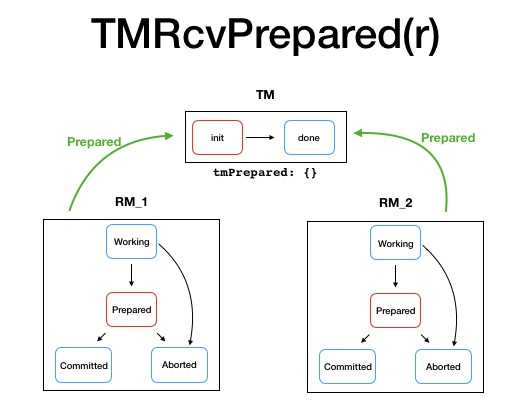 TMRcvPrepared(r)
TM
init
done
Prepared
Prepared
tmPrepared: {}
RM_1
RM_2
Working
Prepared
Committed
Aborted
Working
Prepared
Committed
Aborted